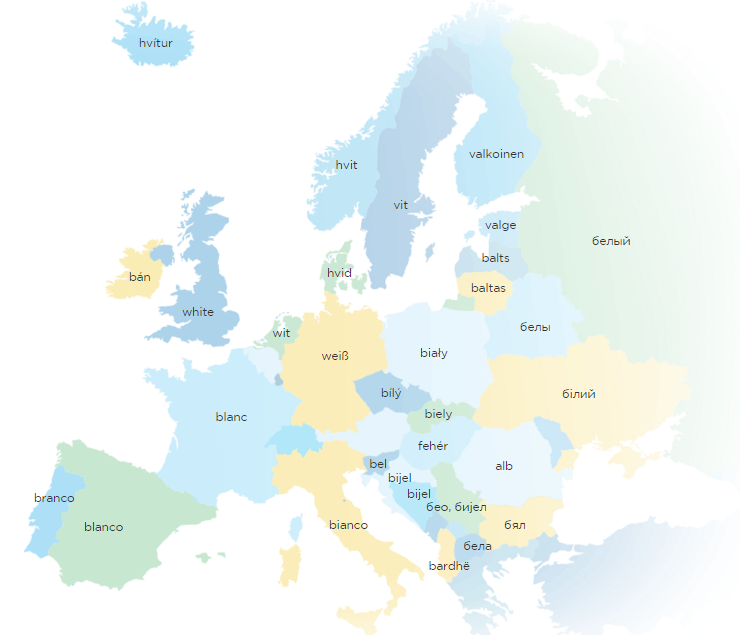 hvítur
hvit
valkoinen
vit
valge
белый
balts
hvid
bán
baltas
white
белы
wit
weiß
biały
bílý
білий
biely
blanc
fehér
bel
alb
bijel
bijel
branco
бео, бијел
blanco
bianco
бял
бела
bardhë